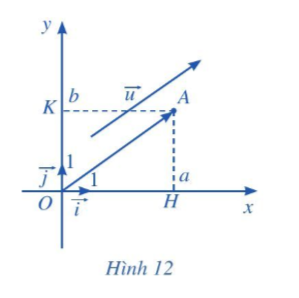 y
K b u⃗ A
j⃗ 1
1 a
O i⃗ H x
Hình 12